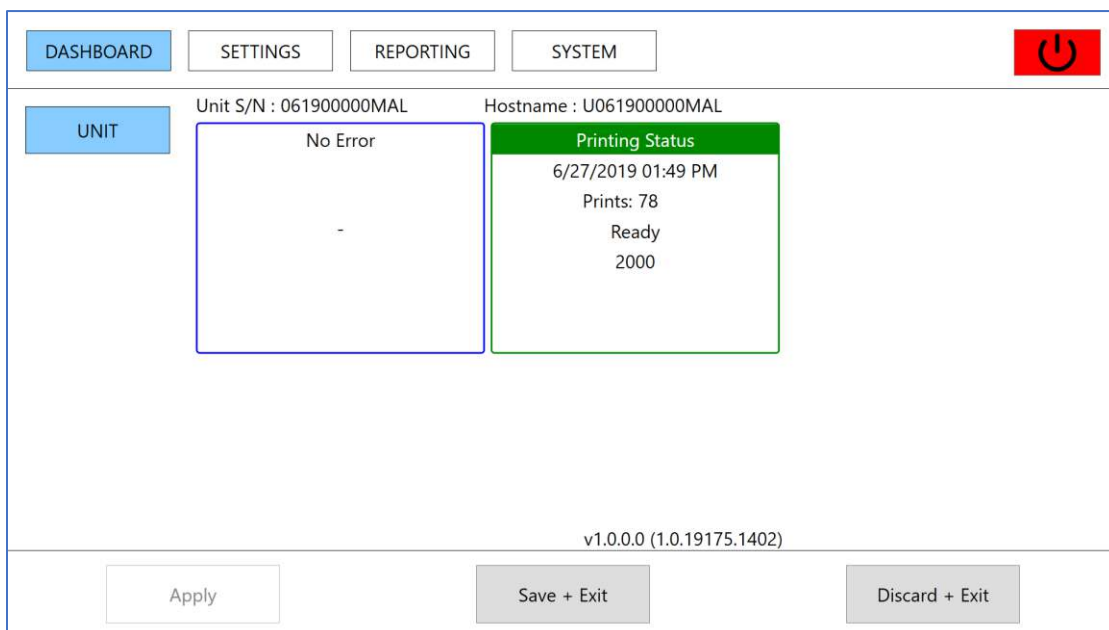 DASHBOARD SETTINGS REPORTING SYSTEM
Unit S/N : 061900000MAL Hostname : U061900000MAL
UNIT
No Error
-
Printing Status
6/27/2019 01:49 PM
Prints: 78
Ready
2000
v1.0.0.0 (1.0.19175.1402)
Apply Save + Exit Discard + Exit